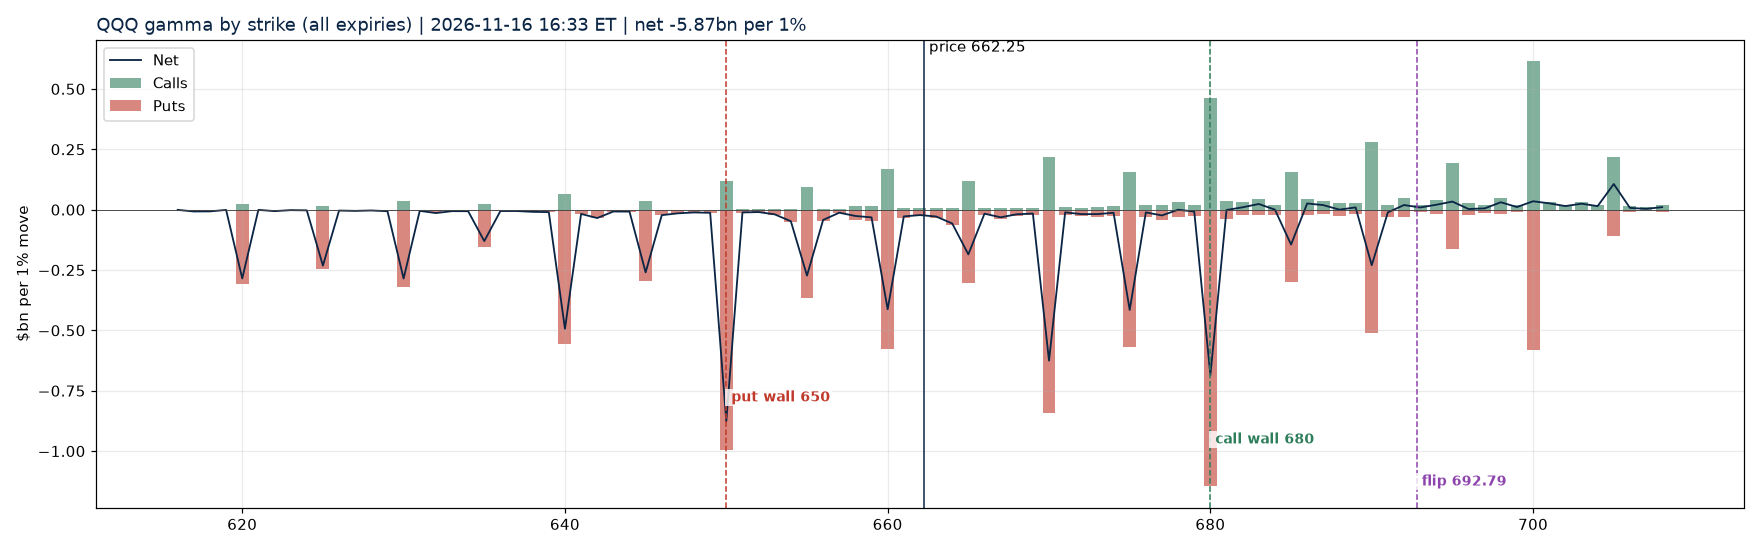 QQQ gamma by strike (all expiries) | 2026-11-16 16:33 ET | net -5.87bn per 1%
price 662.25
Net
Calls
Puts
0.50
0.25
0.00
−0.25
−0.50
−0.75
−1.00
$bn per 1% move
put wall 650
call wall 680
flip 692.79
620
640
660
680
700